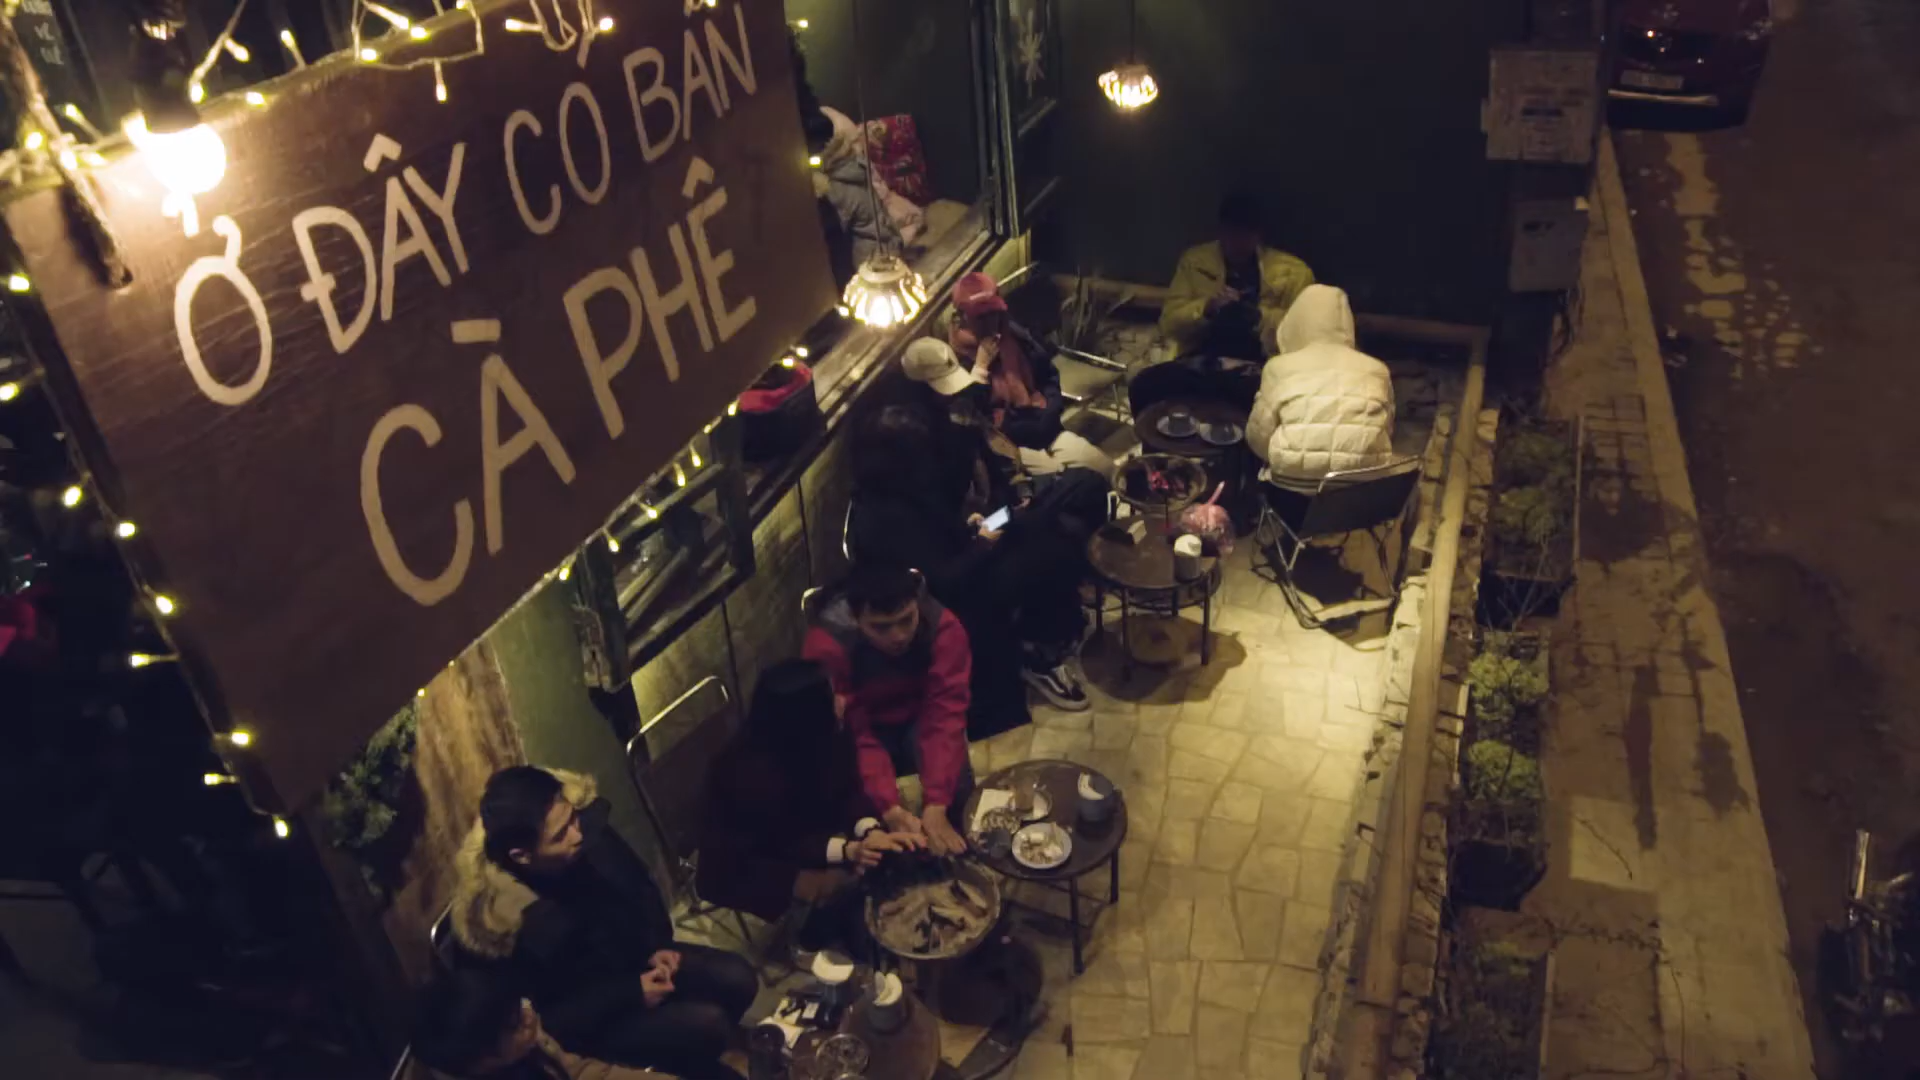 Ở ĐÂY CÓ BÁN
CÀ PHÊ